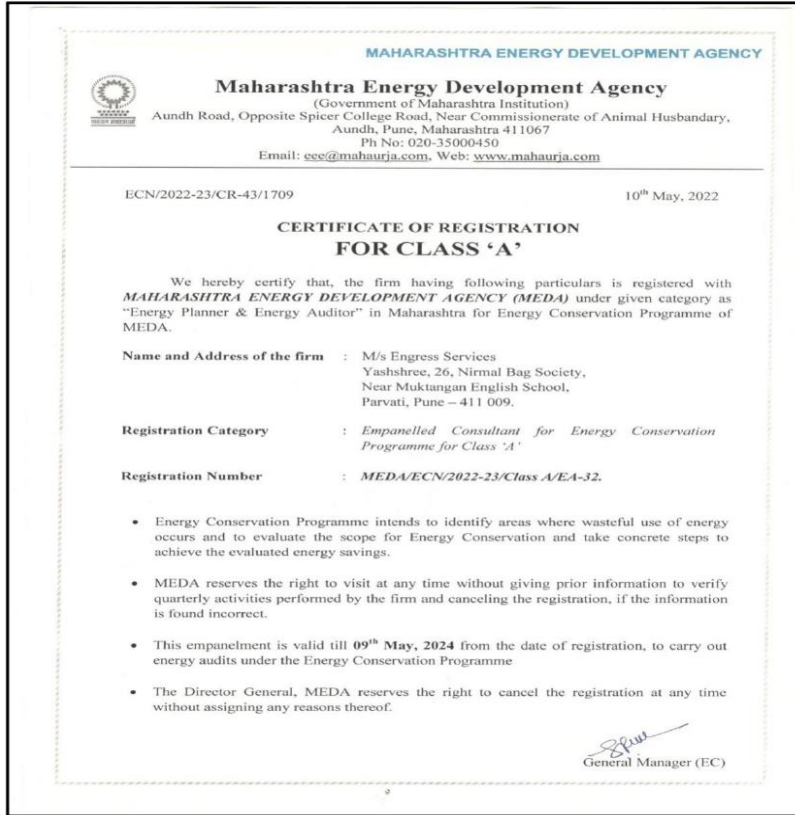 MAHARASHTRA ENERGY DEVELOPMENT AGENCY
Maharashtra Energy Development Agency
(Government of Maharashtra Institution)
Aundh Road, Opposite Spicer College Road, Near Commissionerate of Animal Husbandary,
Aundh, Pune, Maharashtra 411067
Ph No: 020-35000450
Email: eee@mahaurja.com, Web: www.mahaurja.com
ECN/2022-23/CR-43/1709 10th May, 2022
CERTIFICATE OF REGISTRATION
FOR CLASS ‘A’
We hereby certify that, the firm having following particulars is registered with
MAHARASHTRA ENERGY DEVELOPMENT AGENCY (MEDA) under given category as
“Energy Planner & Energy Auditor” in Maharashtra for Energy Conservation Programme of
MEDA.
Name and Address of the firm : M/s Engress Services
Yashshree, 26, Nirmal Bag Society,
Near Muktangan English School,
Parvati, Pune – 411 009.
Registration Category : Empanelled Consultant for Energy Conservation
Programme for Class ‘A’
Registration Number : MEDA/ECN/2022-23/Class A/EA-32.
• Energy Conservation Programme intends to identify areas where wasteful use of energy
occurs and to evaluate the scope for Energy Conservation and take concrete steps to
achieve the evaluated energy savings.
• MEDA reserves the right to visit at any time without giving prior information to verify
quarterly activities performed by the firm and canceling the registration, if the information
is found incorrect.
• This empanelment is valid till 09th May, 2024 from the date of registration, to carry out
energy audits under the Energy Conservation Programme
• The Director General, MEDA reserves the right to cancel the registration at any time
without assigning any reasons thereof.
General Manager (EC)